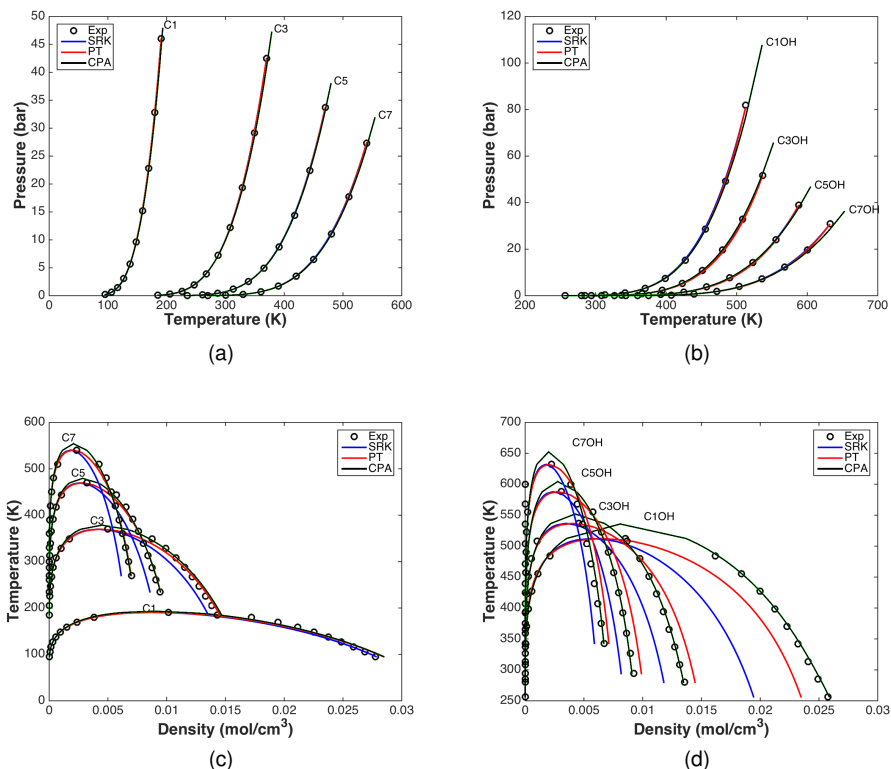 50
45
40
35
30
25
20
15
10
5
0
Pressure (bar)
Exp
SRK
PT
CPA
C1
C3
C5
C7
0 100 200 300 400 500 600
Temperature (K)
(a)
120
100
80
60
40
20
0
Pressure (bar)
Exp
SRK
PT
CPA
C1OH
C3OH
C5OH
C7OH
200 300 400 500 600 700
Temperature (K)
(b)
600
500
400
300
200
100
0
Temperature (K)
Exp
SRK
PT
CPA
C7
C5
C3
C1
0 0.005 0.01 0.015 0.02 0.025 0.03
Density (mol/cm³)
(c)
700
650
600
550
500
450
400
350
300
250
Temperature (K)
Exp
SRK
PT
CPA
C7OH
C5OH
C3OH
C1OH
0 0.005 0.01 0.015 0.02 0.025 0.03
Density (mol/cm³)
(d)